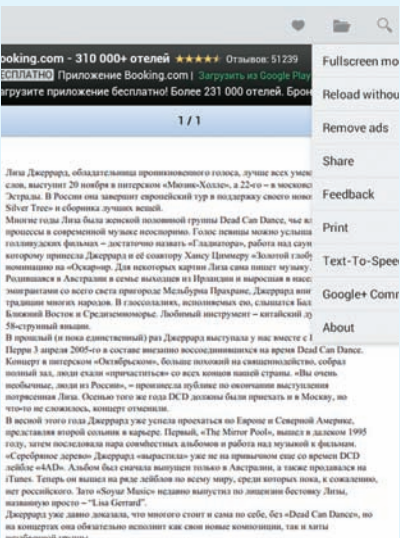 ooking.com - 310 000+ отелей ★★★★★ Отзывов: 51239
ЕСПЛАТНО Приложение Booking.com | Загрузить из Google Play
агрузите приложение бесплатно! Более 231 000 отелей. Брон
Fullscreen mo
Reload withou
Remove ads
Share
Feedback
Print
Text-To-Spee
Google+ Comm
About
1 / 1
Лиза Джеррард, обладательница проникновенного голоса, лучше всех умею
слов, выступит 20 ноября в питерском «Мюзик-Холле», а 22-го – в московс
Эстрады. В России она завершит европейский тур в поддержку своего ново
Silver Tree» и сборника лучших вещей.
Многие годы Лиза была женской половиной группы Dead Can Dance, чье вл
процессы в современной музыке неоспоримо. Голос певицы можно услыша
голливудских фильмах – достаточно назвать «Гладиатора», работа над саун
которому принесла Джеррард и её соавтору Хансу Циммеру «Золотой глобу
номинацию на «Оскар»ир. Для некоторых картин Лиза сама пишет музыку.
Родившаяся в Австралии в семье выходцев из Ирландии и выросшая в насе
эмигрантами со всего света пригороде Мельбурна Прахране, Джеррард впит
традиции многих народов. В глоссолалиях, исполняемых ею, слышатся Бал
Ближний Восток и Средиземноморье. Любимый инструмент – китайский ду
58-струнный яньцин.
В прошлый (и пока единственный) раз Джеррард выступала у нас вместе с
Перри 3 апреля 2005-го в составе внезапно воссоединившихся на время Dead Can Dance.
Концерт в питерском «Октябрьском», больше похожий на священнодейство, собрал
полный зал, люди ехали «причаститься» со всех концов нашей страны. «Вы очень
необычные, люди из России», – произнесла публике по окончании выступления
потрясенная Лиза. Осенью того же года DCD должны были приехать и в Москву, но
что-то не сложилось, концерт отменили.
В весной этого года Джеррард уже успела проехаться по Европе и Северной Америке,
представляя второй сольник в карьере. Первый, «The Mirror Pool», вышел в далеком 1995
году, затем последовала пара совместных альбомов и работа над музыкой к фильмам.
«Серебряное дерево» Джеррард «вырастила» уже не на привычном еще со времен DCD
лейбле «4AD». Альбом был сначала выпущен только в Австралии, а также продавался на
iTunes. Теперь он вышел на ряде лейблов по всему миру, среди которых пока, к сожалению,
нет российского. Зато «Soyuz Music» недавно выпустил по лицензии бестовку Лизы,
названную просто – "Lisa Gerrard".
Джеррард уже давно доказала, что многого стоит и сама по себе, без «Dead Can Dance», но
на концертах она обязательно исполнит как свои новые композиции, так и хиты